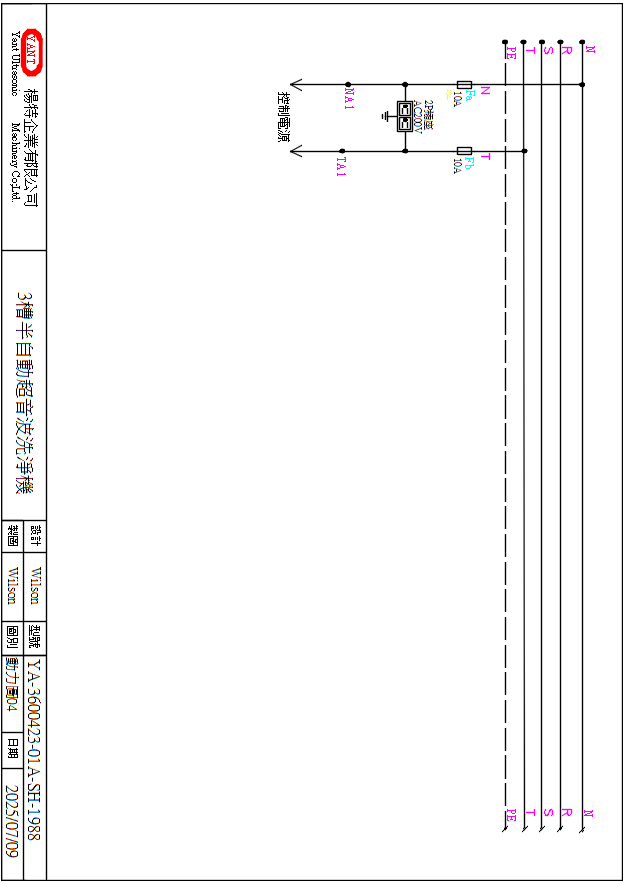 N
R
S
T
PE
N
R
S
T
PE
N
Fa
10A
T
Fb
10A
2P插座
AC200V
NA1
TA1
控制電源
YANT
楊特企業有限公司
Yant Ultrasonic Machinery Co,Ltd.
3槽半自動超音波洗淨機
設計 Wilson 型號 YA-3600423-01A-SH-1988
製圖 Wilson 圖別 動力圖04 日期 2025/07/09